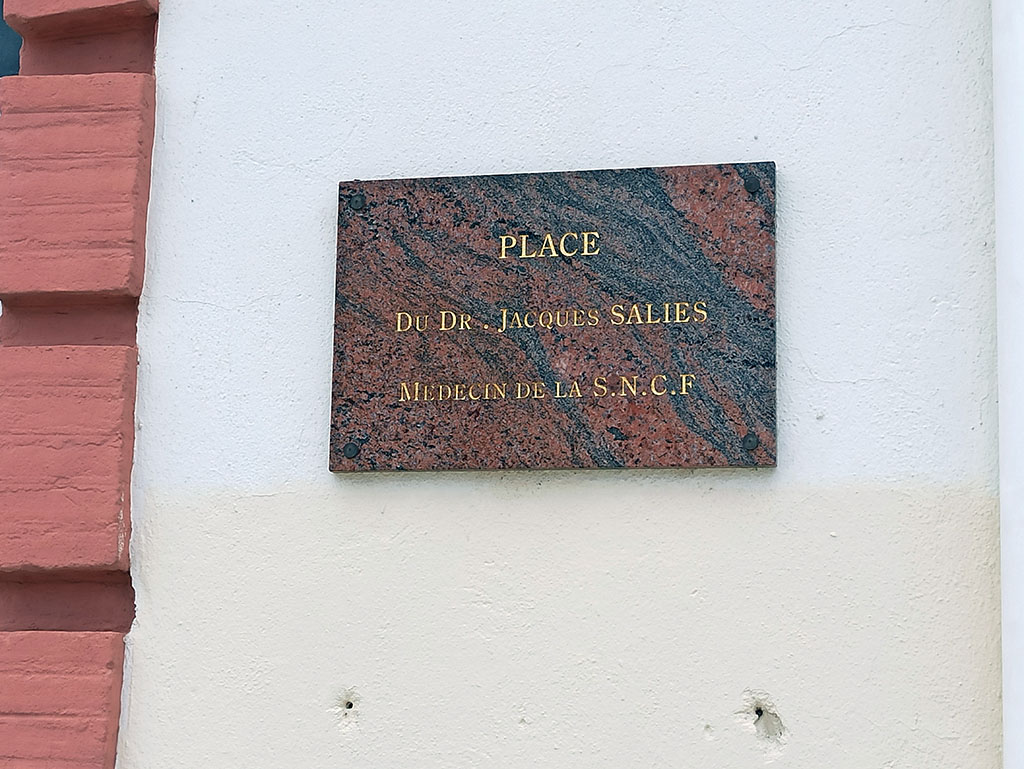 PLACE
DU DR . JACQUES SALIES
MEDECIN DE LA S.N.C.F